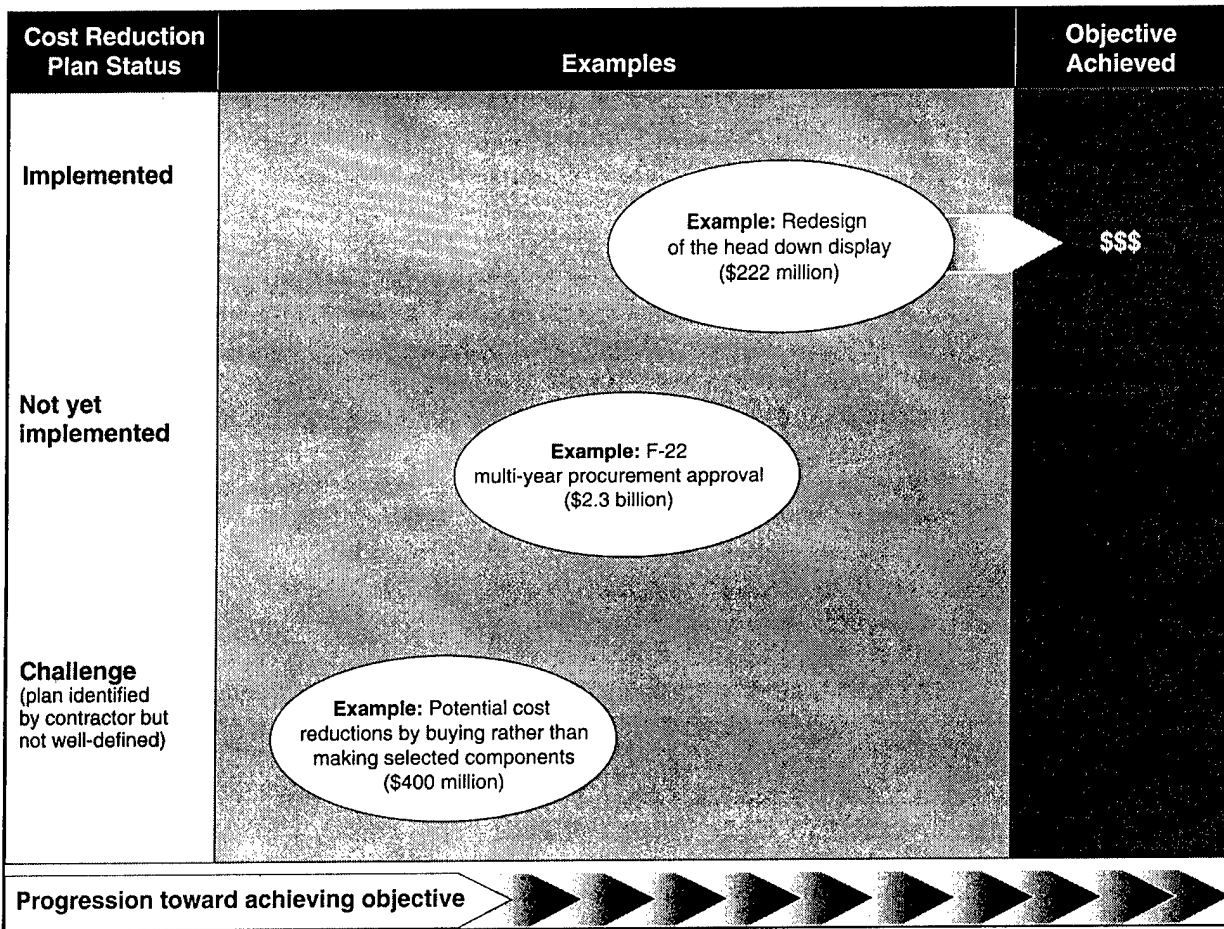 Cost Reduction
Plan Status
Examples
Objective
Achieved
Implemented
Example: Redesign
of the head down display
($222 million)
$$$
Not yet
implemented
Example: F-22
multi-year procurement approval
($2.3 billion)
Challenge
(plan identified
by contractor but
not well-defined)
Example: Potential cost
reductions by buying rather than
making selected components
($400 million)
Progression toward achieving objective